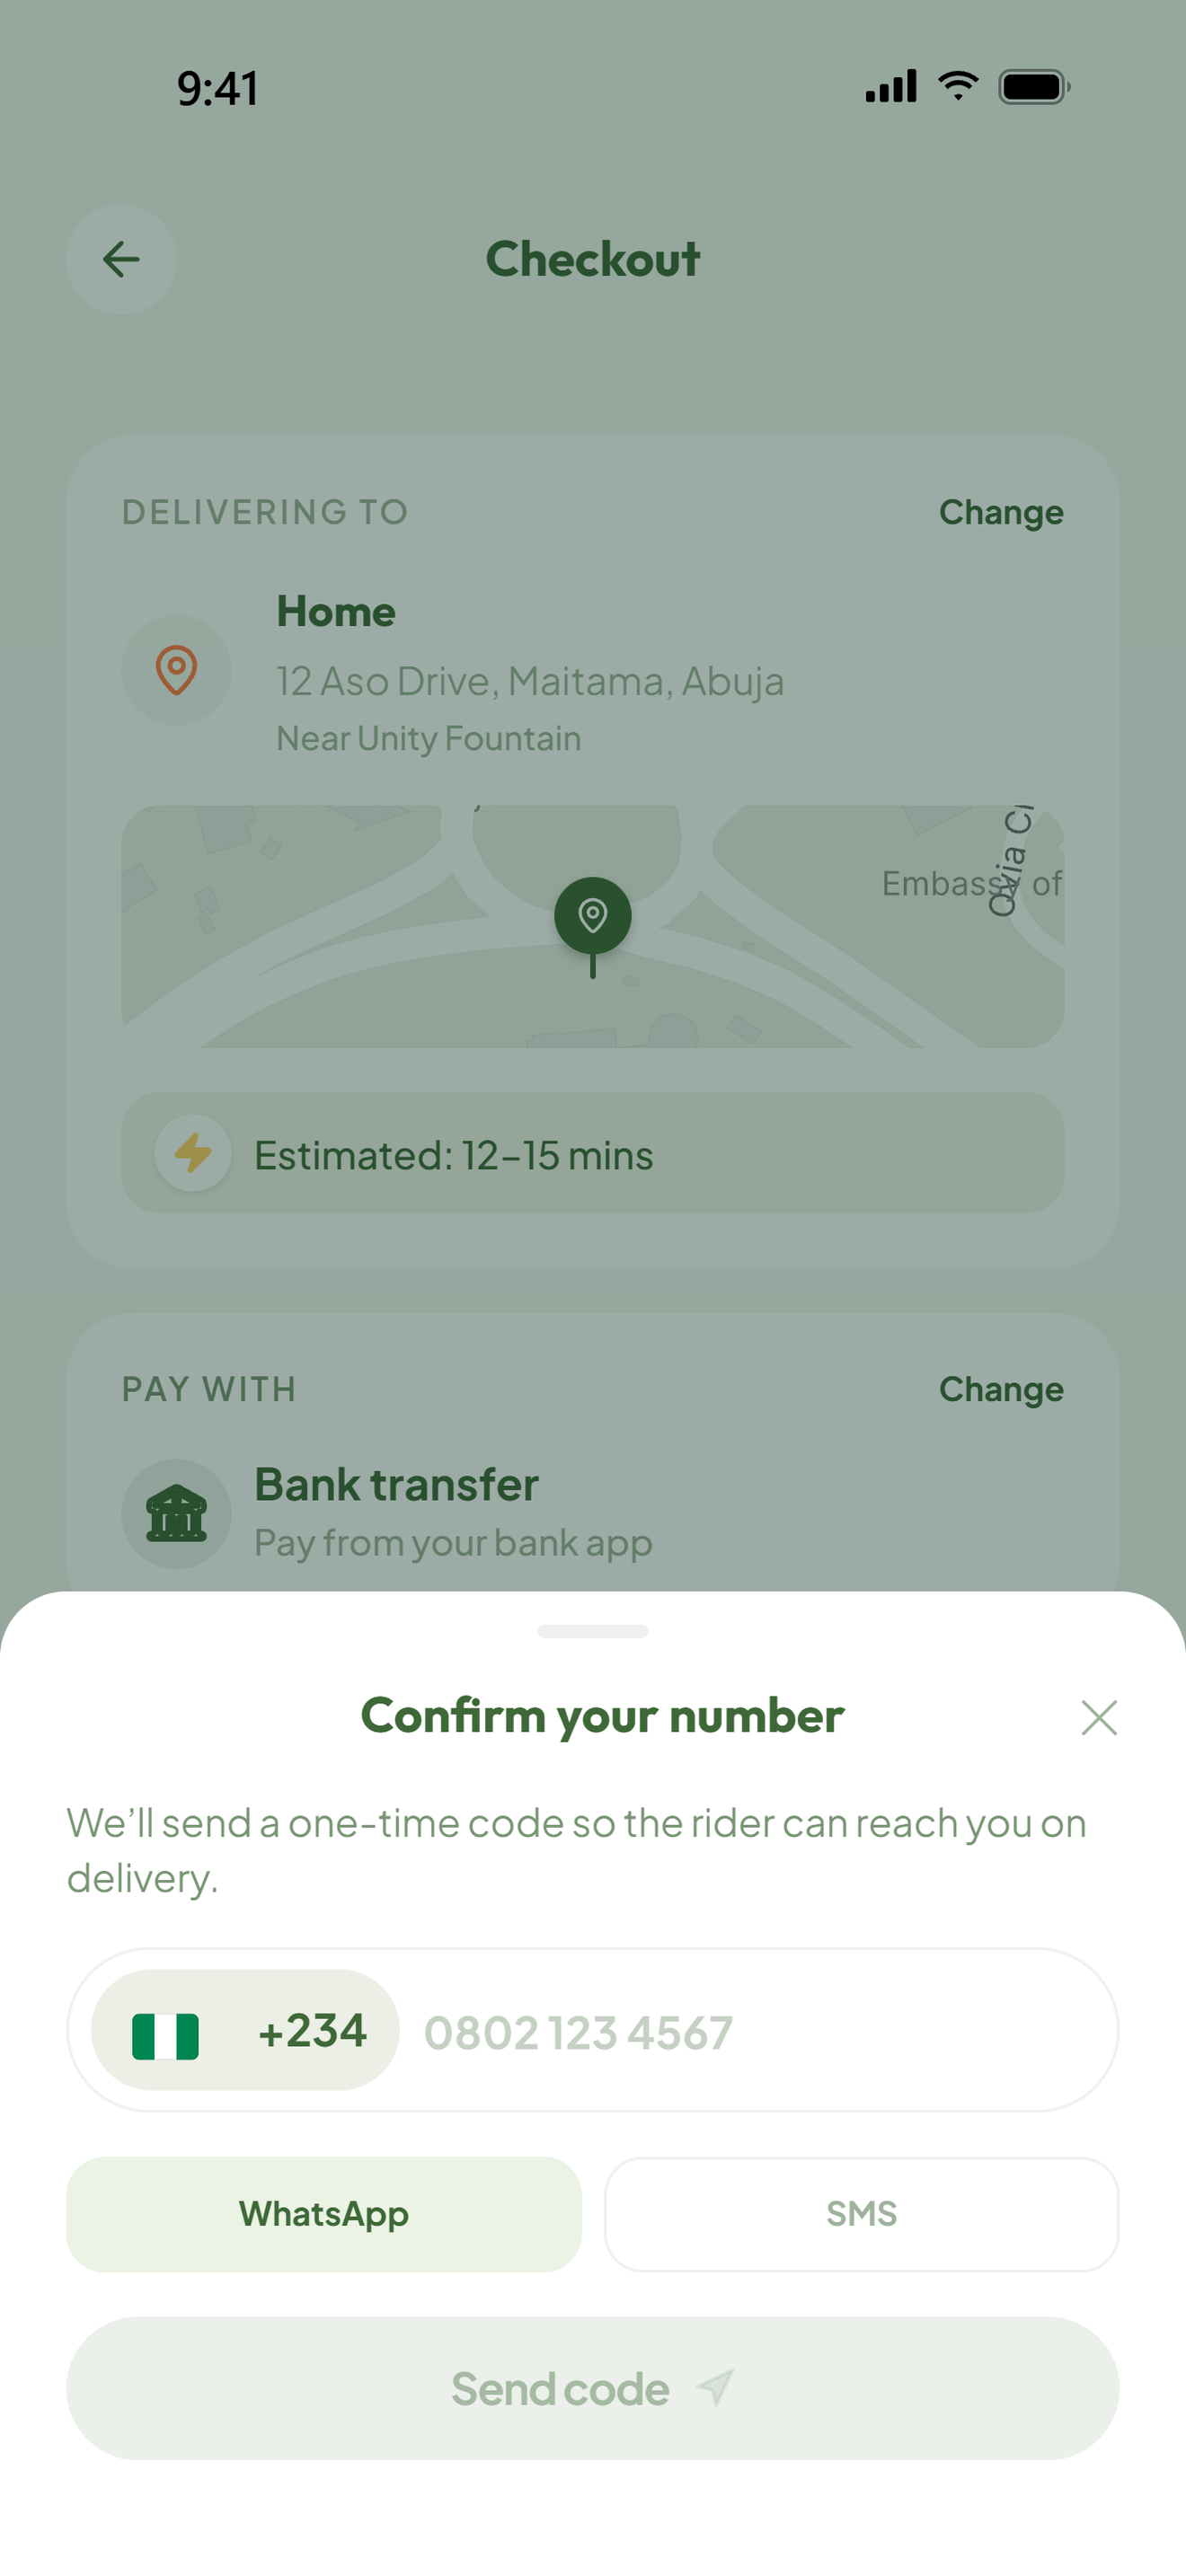 9:41
Checkout
DELIVERING TO
Change
Home
12 Aso Drive, Maitama, Abuja
Near Unity Fountain
Embassy of
Estimated: 12–15 mins
PAY WITH
Change
Bank transfer
Pay from your bank app
Confirm your number
We’ll send a one-time code so the rider can reach you on
delivery.
+234 0802 123 4567
WhatsApp
SMS
Send code